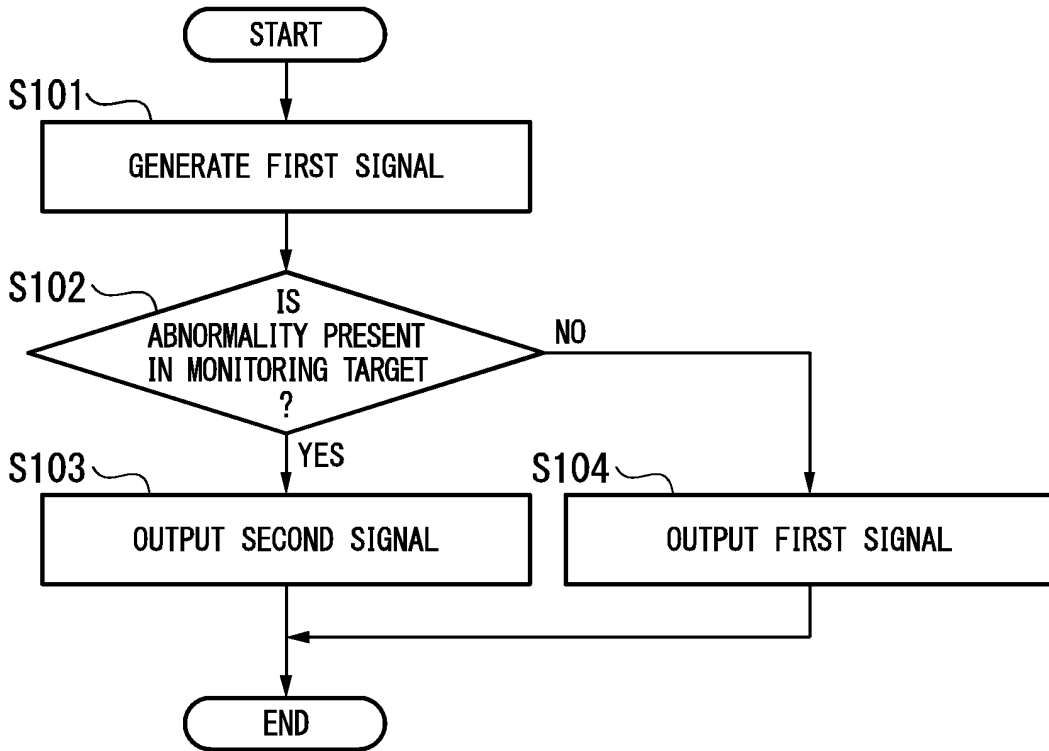 START
S101
GENERATE FIRST SIGNAL
S102
IS
ABNORMALITY PRESENT
IN MONITORING TARGET
?
NO
YES
S103
OUTPUT SECOND SIGNAL
S104
OUTPUT FIRST SIGNAL
END